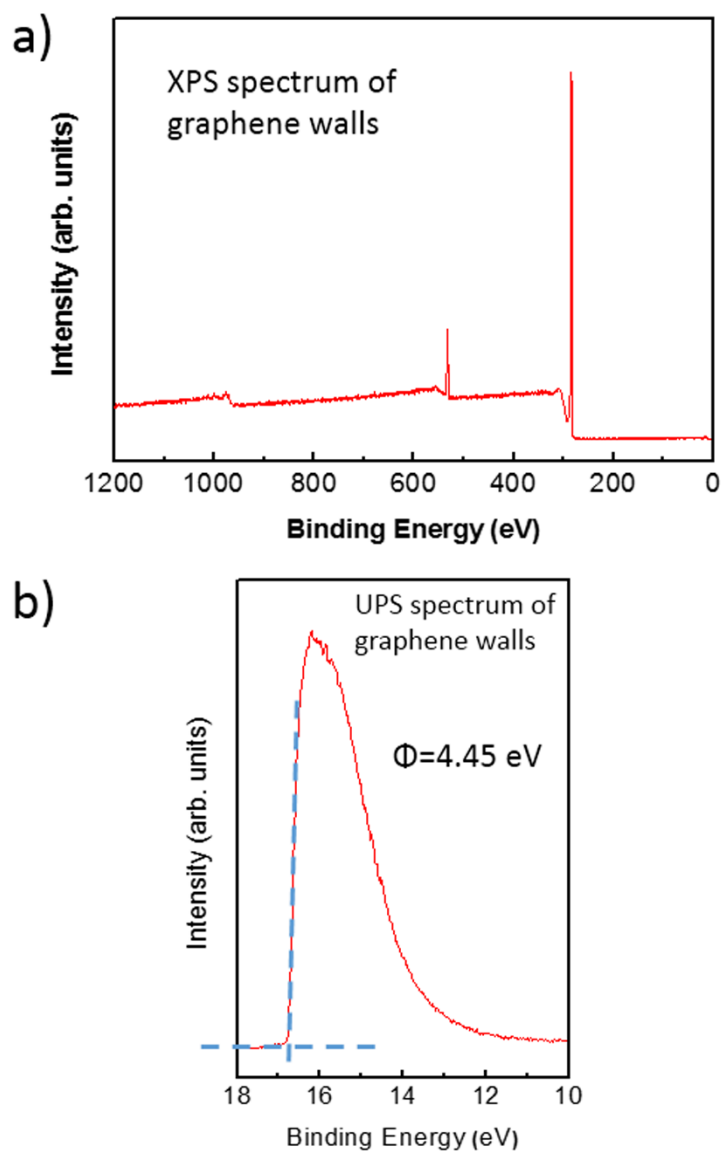 a)
XPS spectrum of
graphene walls
Intensity (arb. units)
1200 1000 800 600 400 200 0
Binding Energy (eV)
b)
UPS spectrum of
graphene walls
Φ=4.45 eV
Intensity (arb. units)
18 16 14 12 10
Binding Energy (eV)